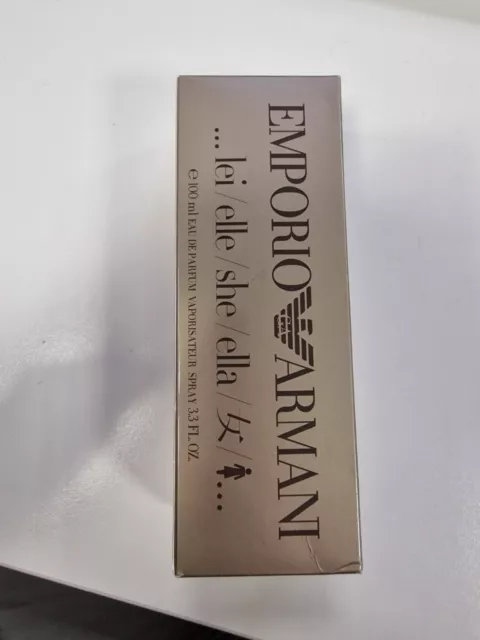 EMPORIO ARMANI
... lei / elle / she / ella / 女 / ...
e 100 ml EAU DE PARFUM VAPORISATEUR SPRAY 3.3 FL. OZ.